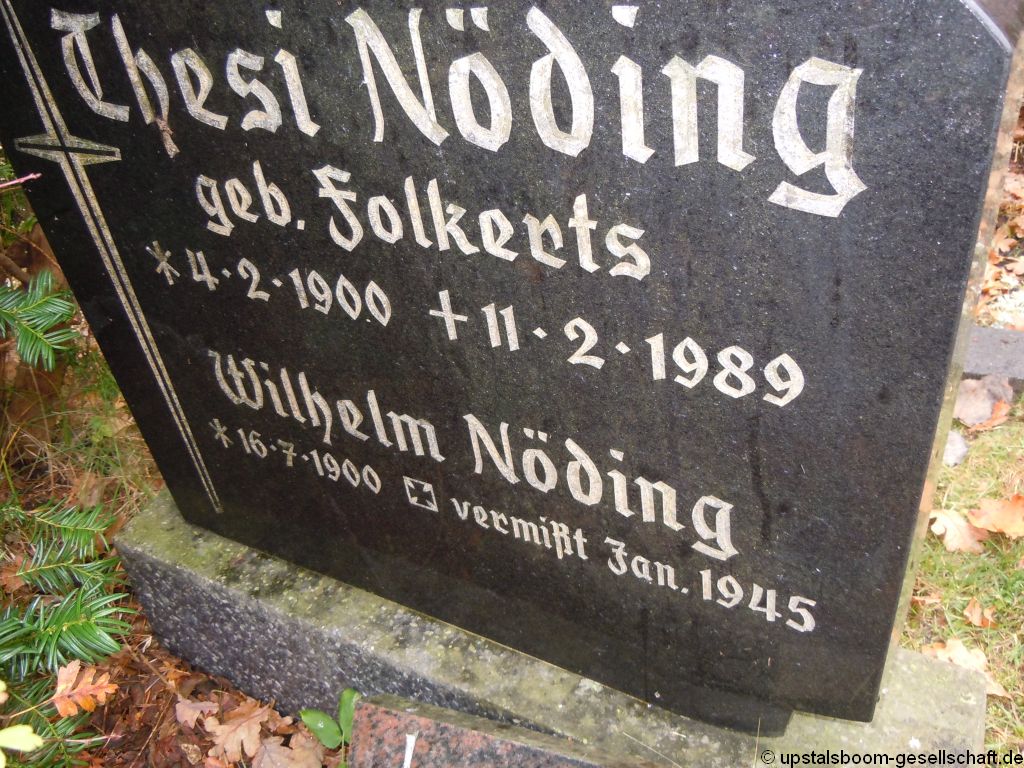 Thesi Nöding
geb. Folkerts
* 4·2·1900 + 11·2·1989
Wilhelm Nöding
* 16·7·1900 vermißt Jan. 1945
© upstalsboom-gesellschaft.de